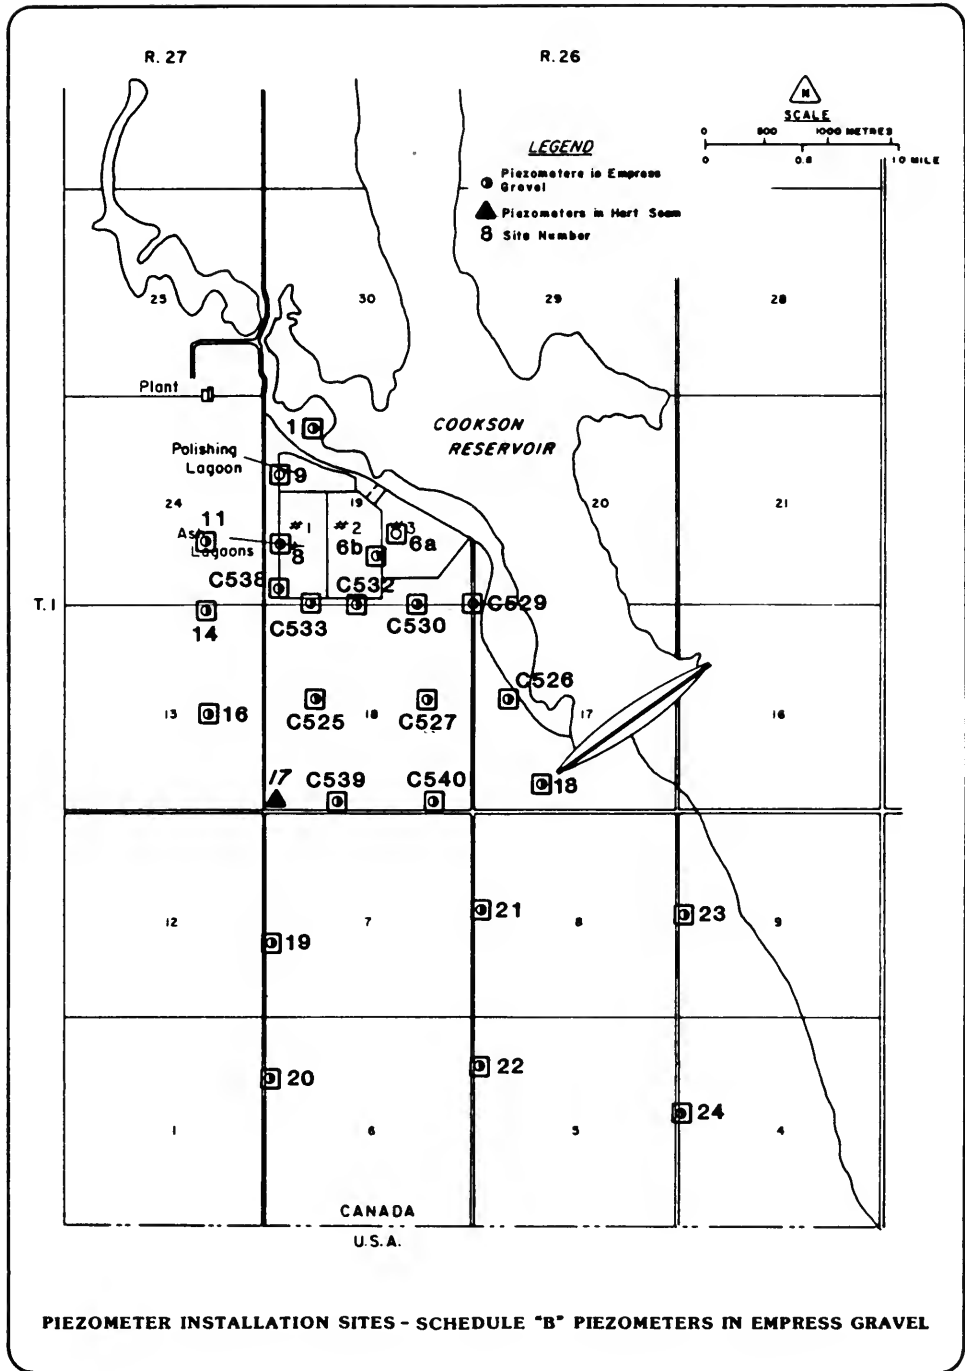 R. 27
R. 26
N
SCALE
0 500 1000 METRES
0 0.5 1.0 MILE
LEGEND
Piezometers in Empress
Gravel
Piezometers in Hart Seam
8 Site Number
25
30
29
28
Plant
1
COOKSON
RESERVOIR
Polishing
Lagoon
9
24
19
20
21
11
Ash
Lagoons
#1
#2
#3
8
6b
6a
C538
C532
T. 1
14
C533
C530
C529
C526
13
16
C525
18
C527
17
16
17
C539
C540
18
12
19
7
21
8
23
9
20
22
24
1
6
5
4
CANADA
U.S.A.
PIEZOMETER INSTALLATION SITES - SCHEDULE "B" PIEZOMETERS IN EMPRESS GRAVEL